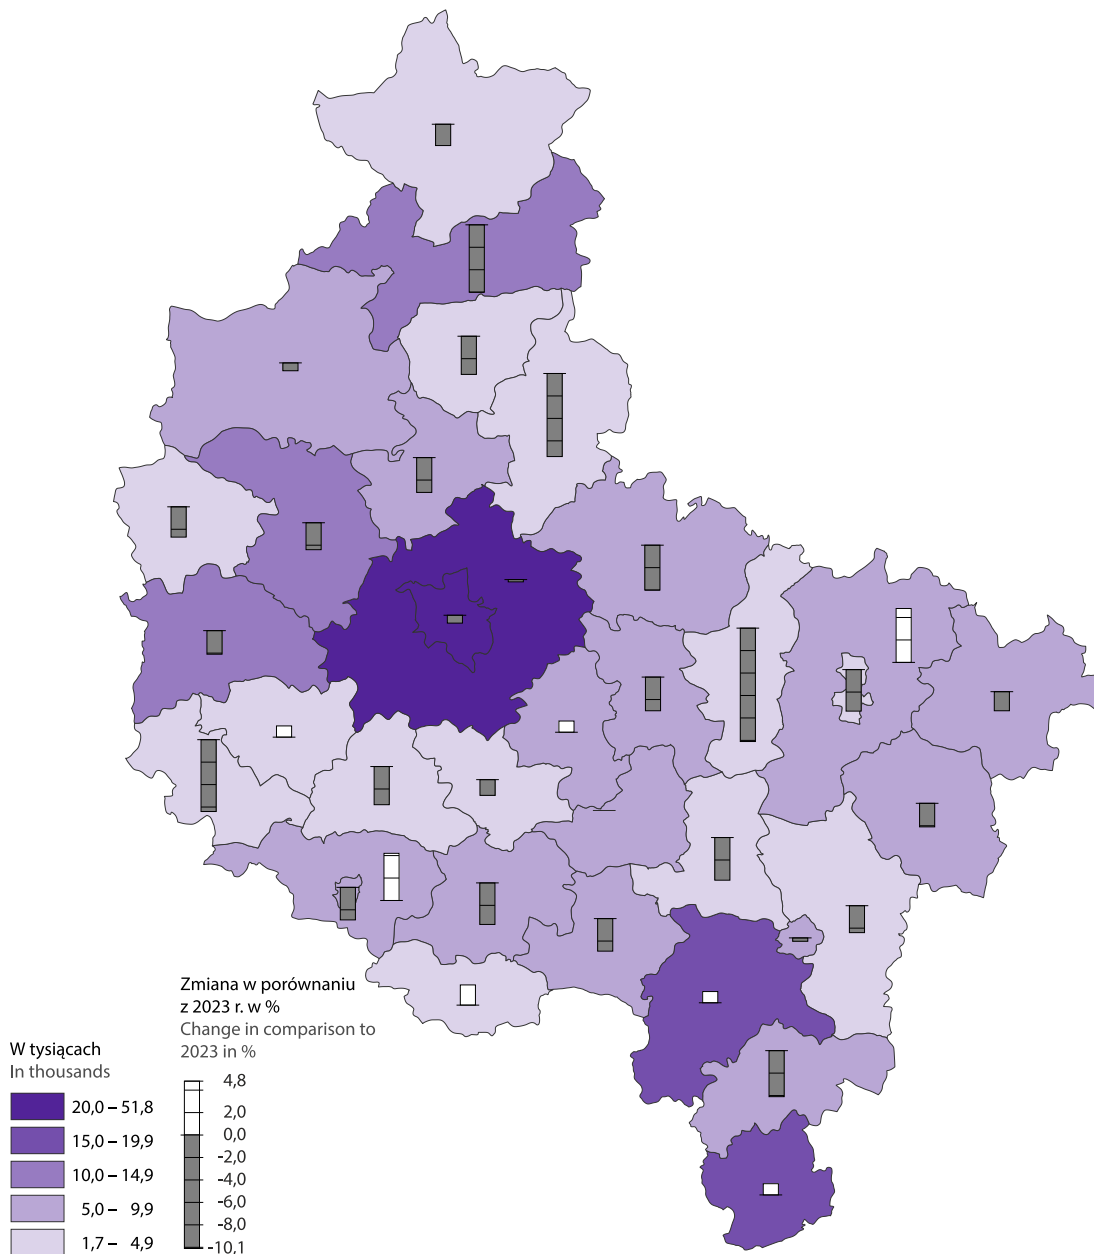 Zmiana w porównaniu
z 2023 r. w %
Change in comparison to
2023 in %
4,8
2,0
0,0
-2,0
-4,0
-6,0
-8,0
-10,1
W tysiącach
In thousands
20,0 – 51,8
15,0 – 19,9
10,0 – 14,9
5,0 – 9,9
1,7 – 4,9